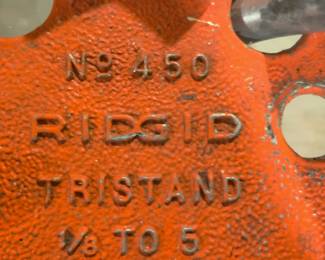 Nº 450
RIDGID
TRISTAND
1/8 TO 5